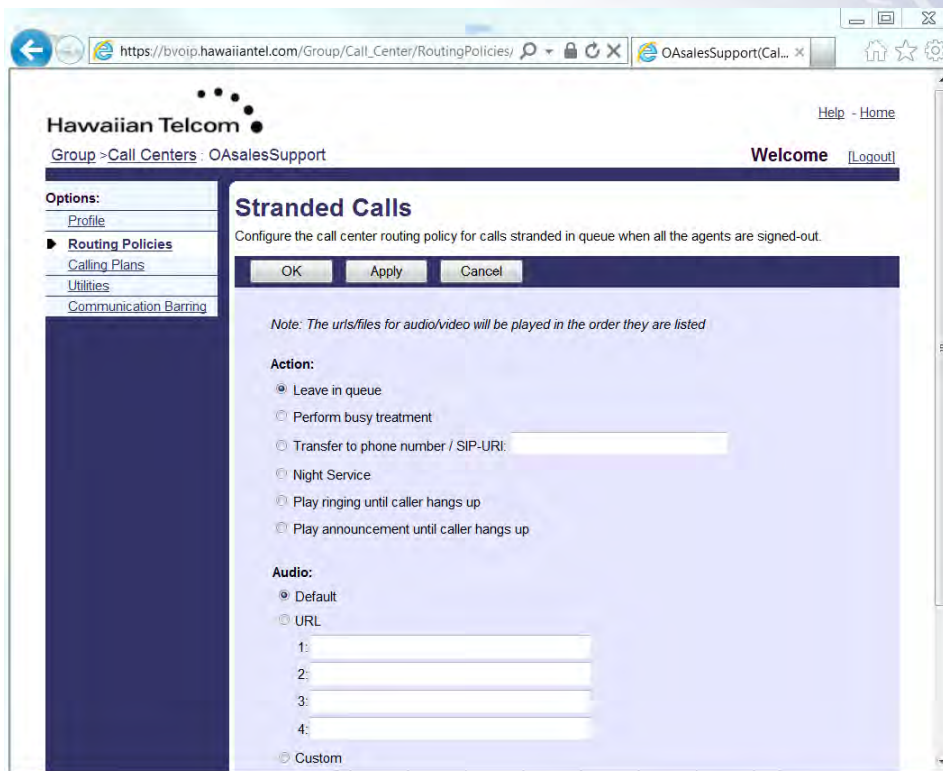 https://bvoip.hawaiiantel.com/Group/Call_Center/RoutingPolicies/
OAsalesSupport(Cal...
Hawaiian Telcom
Help - Home
Group >Call Centers : OAsalesSupport
Welcome [Logout]
Options:
Profile
Routing Policies
Calling Plans
Utilities
Communication Barring
Stranded Calls
Configure the call center routing policy for calls stranded in queue when all the agents are signed-out.
OK Apply Cancel
Note: The urls/files for audio/video will be played in the order they are listed
Action:
Leave in queue
Perform busy treatment
Transfer to phone number / SIP-URI:
Night Service
Play ringing until caller hangs up
Play announcement until caller hangs up
Audio:
Default
URL
1:
2:
3:
4:
Custom